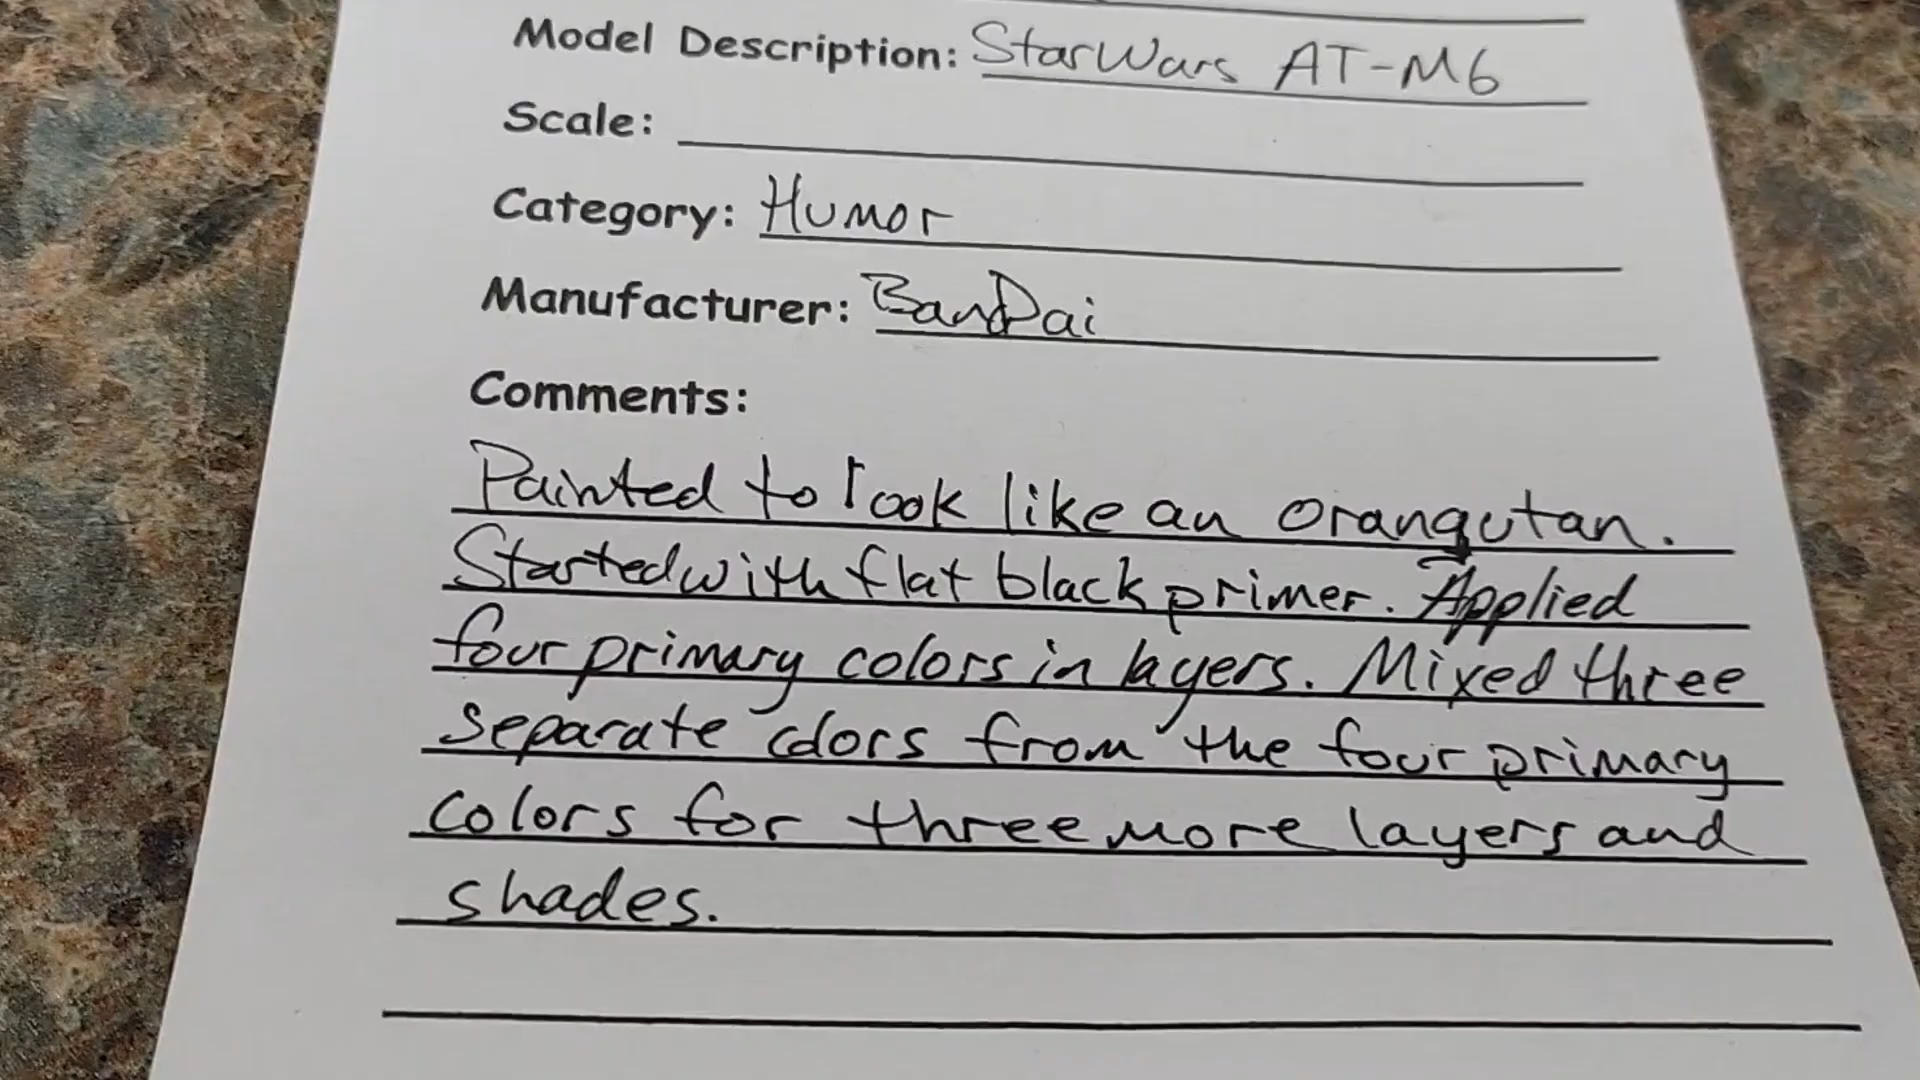 Model Description: StarWars AT-M6
Scale:
Category: Humor
Manufacturer: BanDai
Comments:
Painted to look like an orangutan.
Started with flat black primer. Applied
four primary colors in layers. Mixed three
separate colors from the four primary
colors for three more layers and
shades.